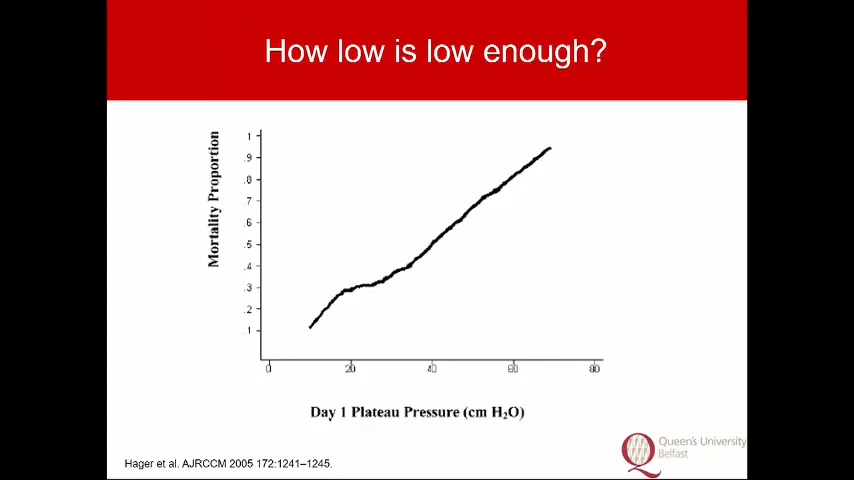 How low is low enough?
Mortality Proportion
1
.9
.8
.7
.6
.5
.4
.3
.2
.1
0 20 40 60 80
Day 1 Plateau Pressure (cm H₂O)
Hager et al. AJRCCM 2005 172:1241–1245.
Queen's University
Belfast